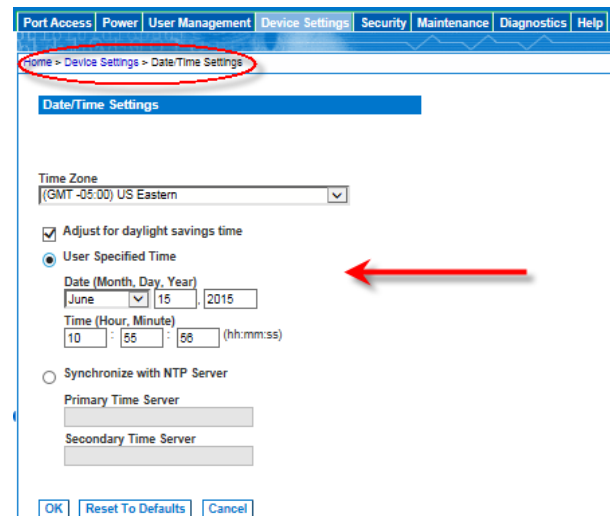 Port Access Power User Management Device Settings Security Maintenance Diagnostics Help
Home > Device Settings > Date/Time Settings
Date/Time Settings
Time Zone
(GMT -05:00) US Eastern
Adjust for daylight savings time
User Specified Time
Date (Month, Day, Year)
June 15 , 2015
Time (Hour, Minute)
10 : 55 : 56 (hh:mm:ss)
Synchronize with NTP Server
Primary Time Server
Secondary Time Server
OK Reset To Defaults Cancel